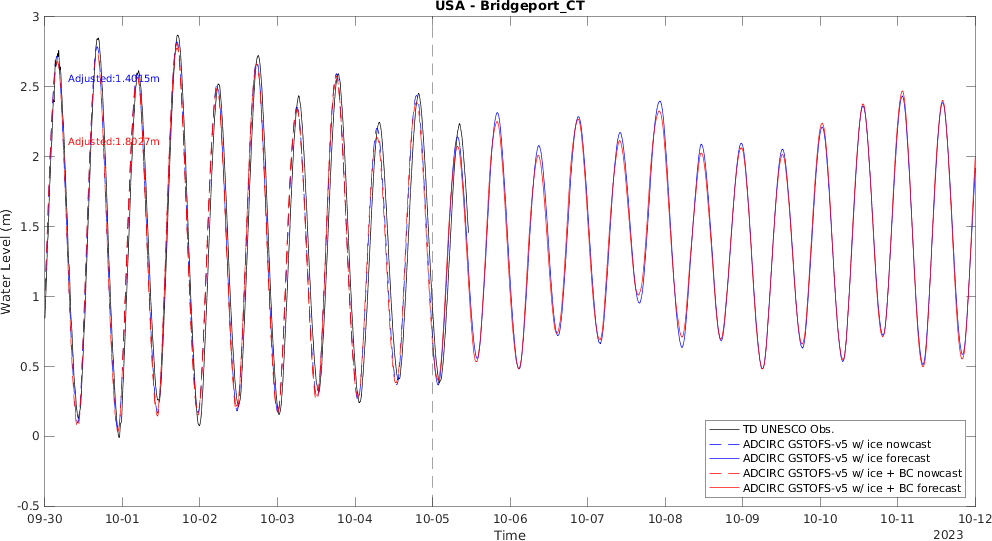 USA - Bridgeport_CT
3
2.5
2
1.5
1
0.5
0
-0.5
Water Level (m)
Adjusted:1.4015m
Adjusted:1.8027m
TD UNESCO Obs.
ADCIRC GSTOFS-v5 w/ ice nowcast
ADCIRC GSTOFS-v5 w/ ice forecast
ADCIRC GSTOFS-v5 w/ ice + BC nowcast
ADCIRC GSTOFS-v5 w/ ice + BC forecast
09-30 10-01 10-02 10-03 10-04 10-05 10-06 10-07 10-08 10-09 10-10 10-11 10-12
Time
2023